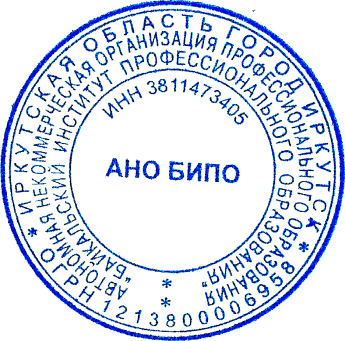 * ИРКУТСКАЯ ОБЛАСТЬ ГОРОД ИРКУТСК *
ОГРН 1213800006958
АВТОНОМНАЯ НЕКОММЕРЧЕСКАЯ ОРГАНИЗАЦИЯ ПРОФЕССИОНАЛЬНОГО ОБРАЗОВАНИЯ *
"БАЙКАЛЬСКИЙ ИНСТИТУТ ПРОФЕССИОНАЛЬНОГО ОБРАЗОВАНИЯ" *
ИНН 3811473405
АНО БИПО